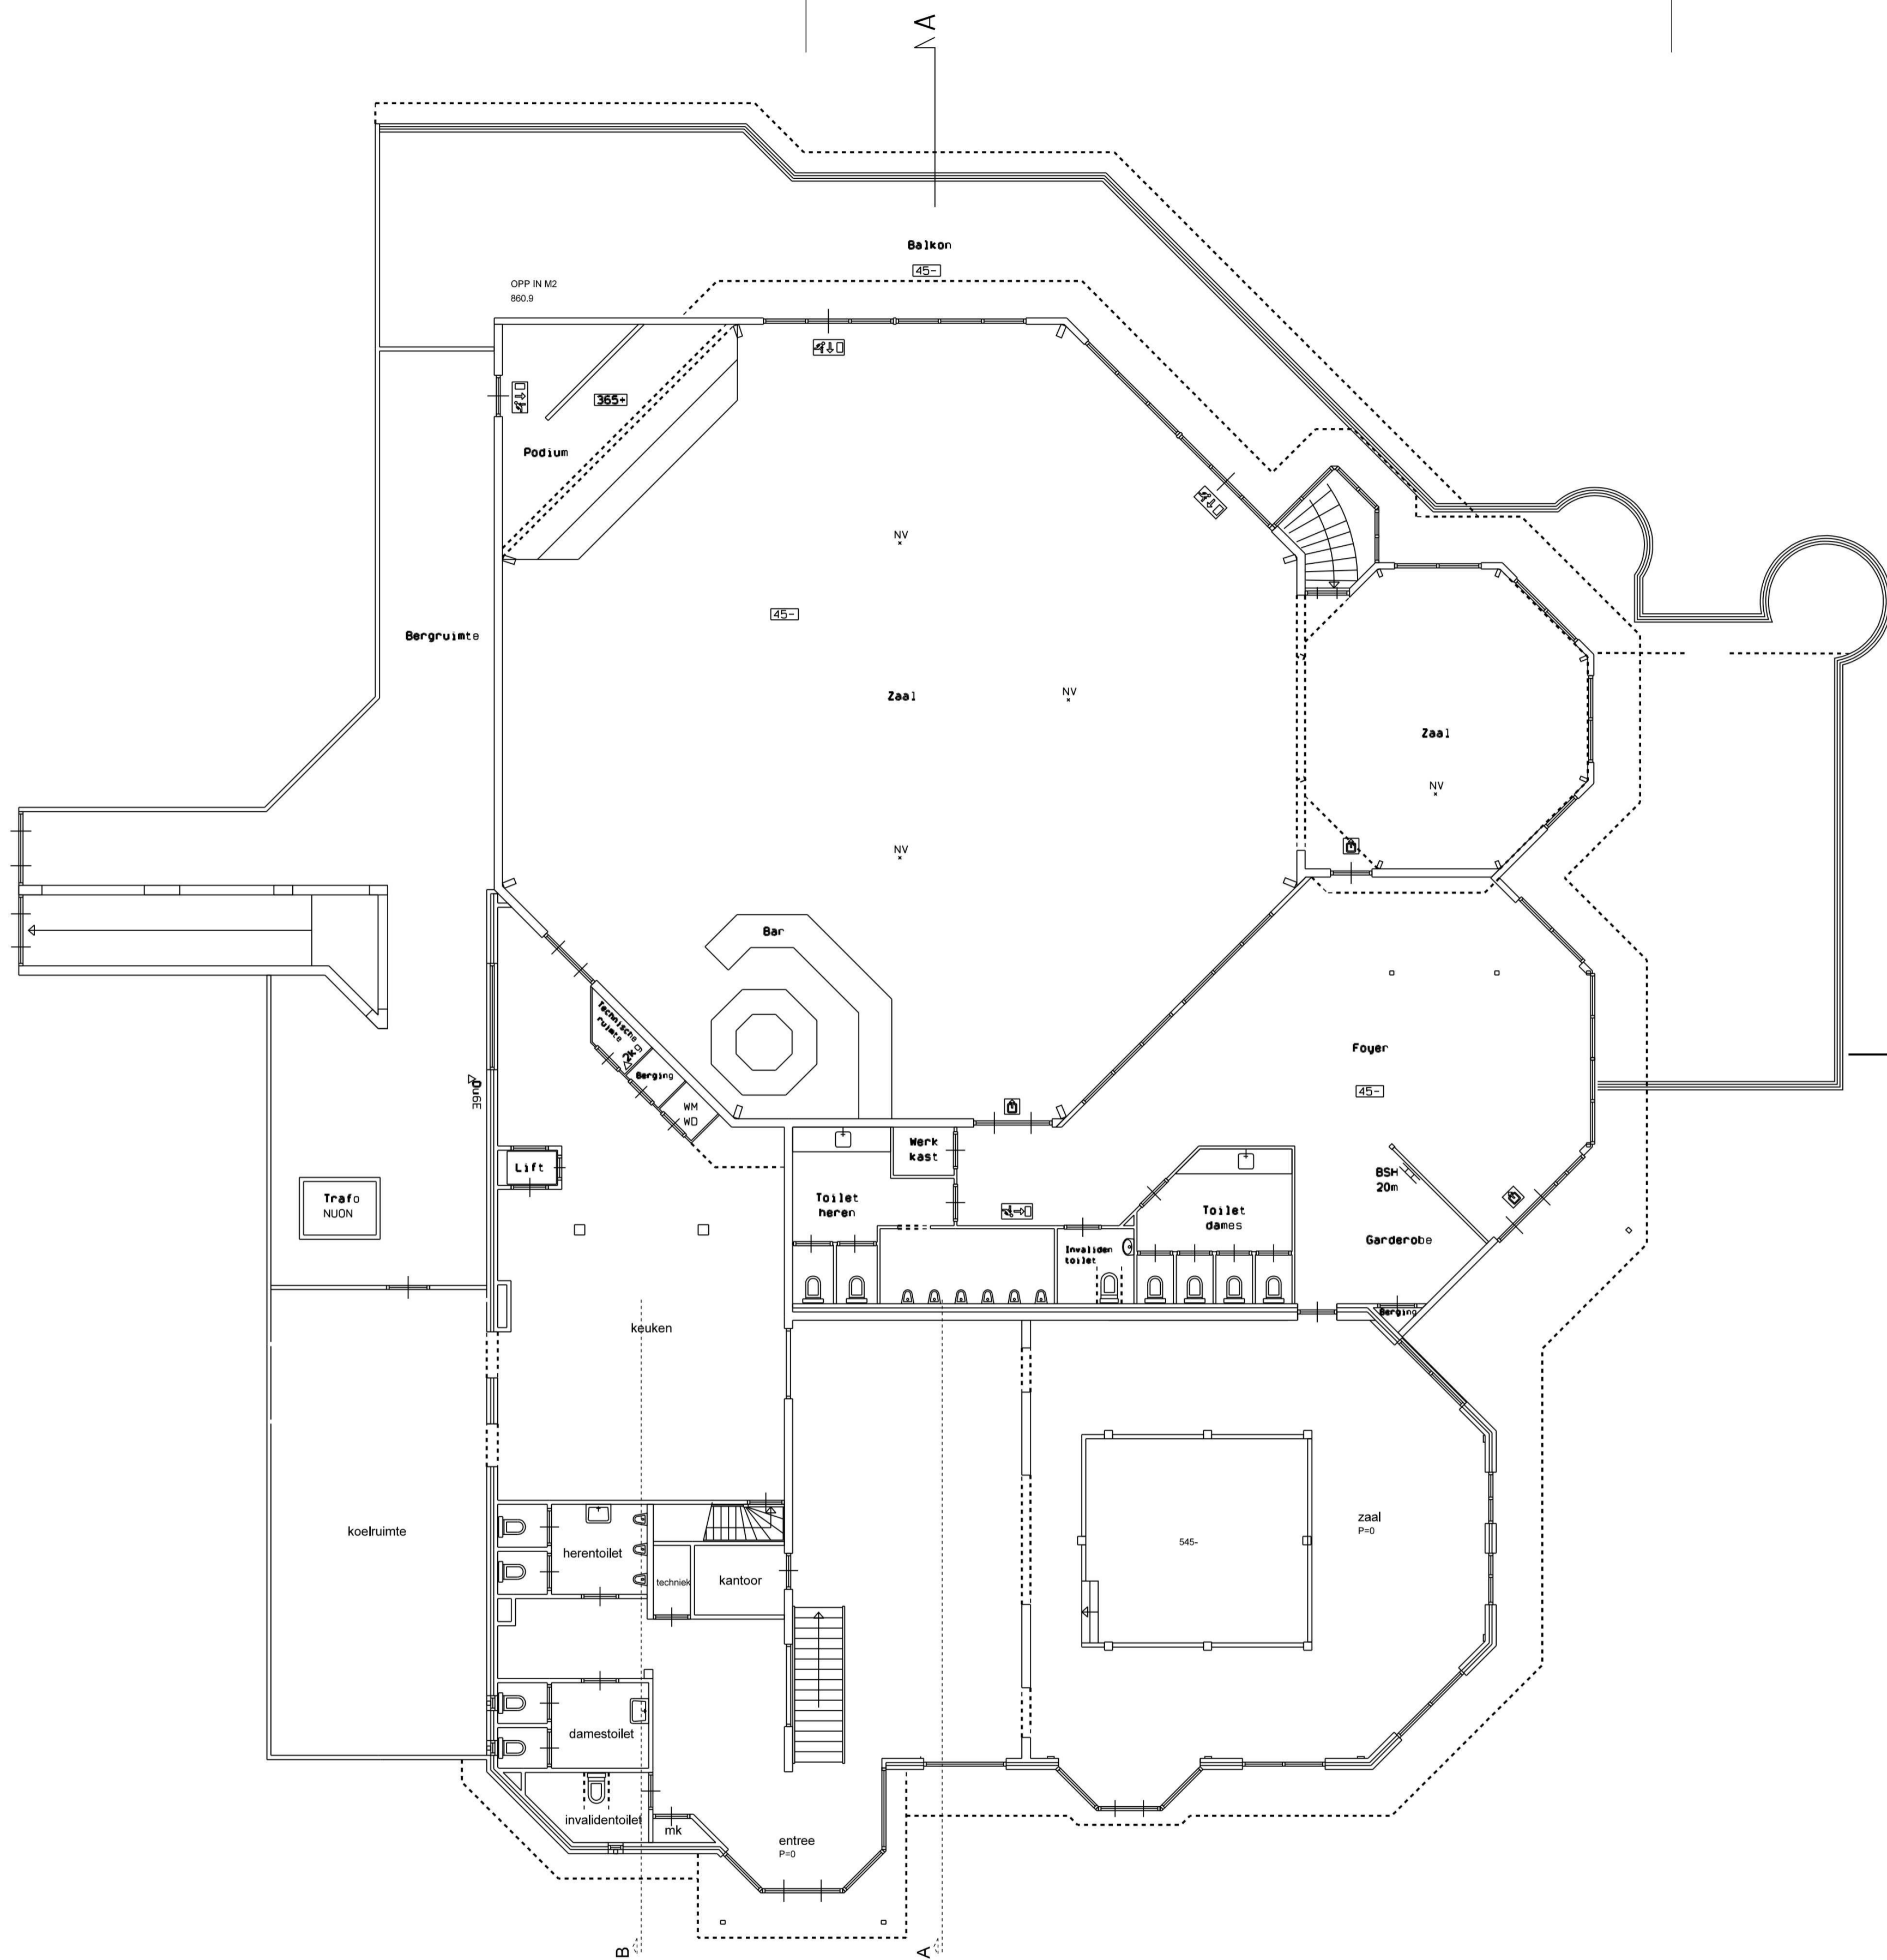 A
Balkon
45-
OPP IN M2
860.9
365+
Podium
NV
45-
Bergruimte
Zaal
NV
Zaal
NV
NV
Bar
Technische
ruimte
Berging
WM
WD
Foyer
45-
Lift
Werk
kast
Trafo
NUON
Toilet
heren
Toilet
dames
BSH
20m
Garderobe
Invaliden
toilet
Berging
keuken
koelruimte
herentoilet
techniek
kantoor
zaal
P=0
545-
damestoilet
invalidentoilet
mk
entree
P=0
B
A